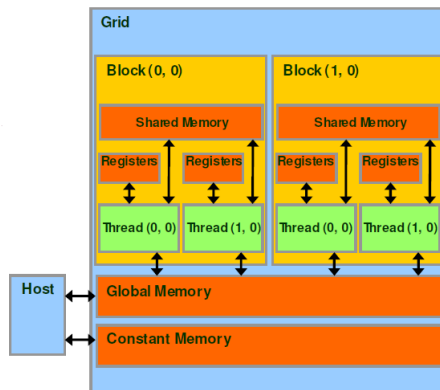 Grid
Block (0, 0)
Block (1, 0)
Shared Memory
Shared Memory
Registers
Registers
Registers
Registers
Thread (0, 0)
Thread (1, 0)
Thread (0, 0)
Thread (1, 0)
Host
Global Memory
Constant Memory